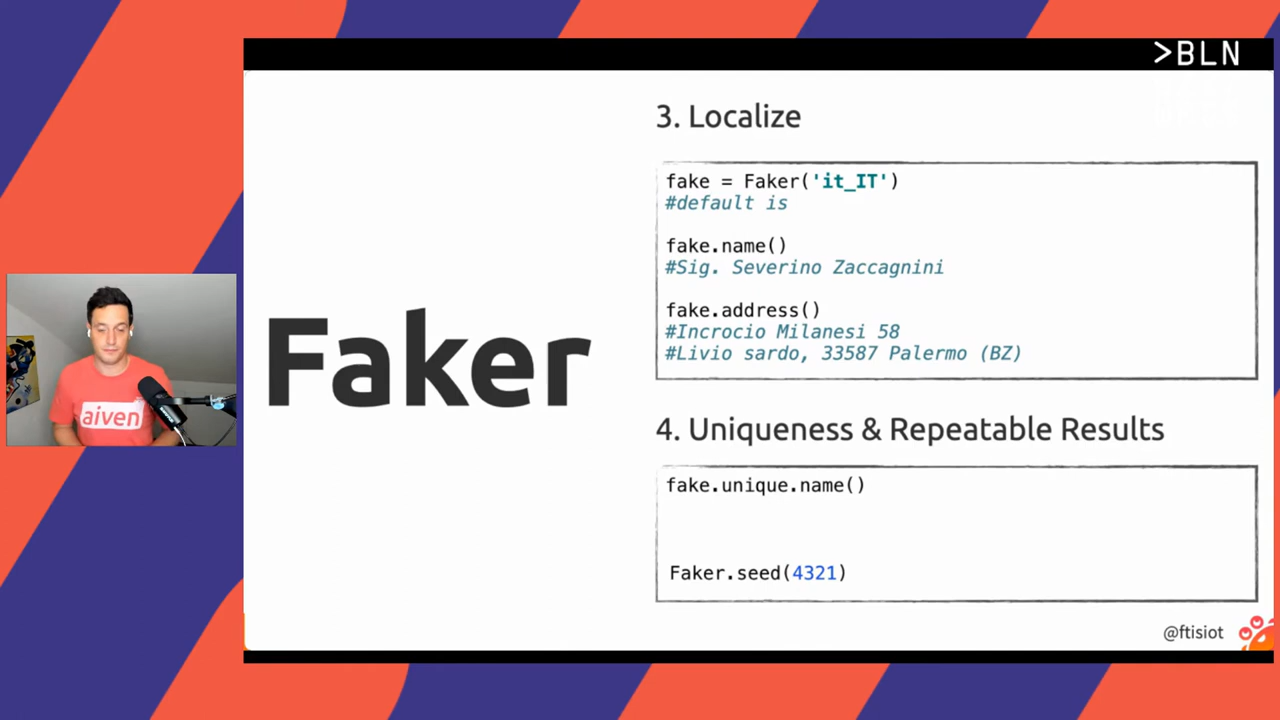 >BLN
3. Localize
fake = Faker('it_IT')
#default is
fake.name()
#Sig. Severino Zaccagnini
fake.address()
#Incrocio Milanesi 58
#Livio sardo, 33587 Palermo (BZ)
Faker
aiven
4. Uniqueness & Repeatable Results
fake.unique.name()
Faker.seed(4321)
@ftisiot